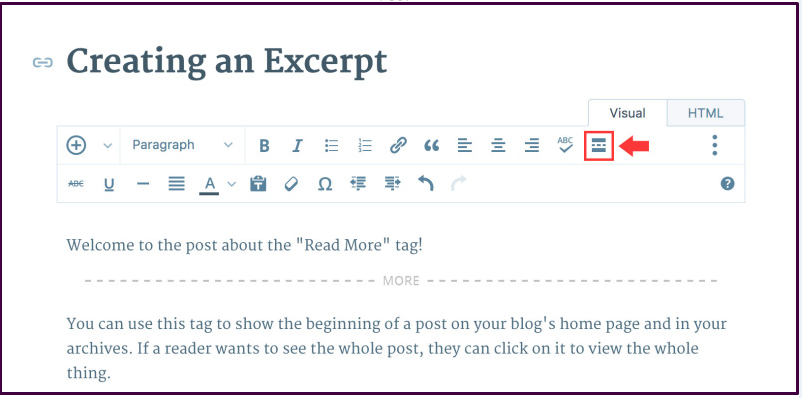 Creating an Excerpt
Visual HTML
Paragraph B I ABC
ABC U A T Ω ?
Welcome to the post about the "Read More" tag!
MORE
You can use this tag to show the beginning of a post on your blog's home page and in your
archives. If a reader wants to see the whole post, they can click on it to view the whole
thing.